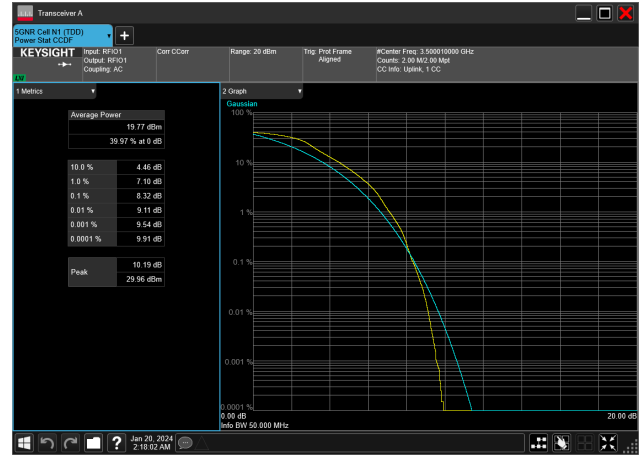 Transceiver A
5GNR Cell N1 (TDD)
Power Stat CCDF
KEYSIGHT
Input: RFIO1
Output: RFIO1
Coupling: AC
Corr CCorr
Range: 20 dBm
Trig: Prot Frame
Aligned
#Center Freq: 3.500010000 GHz
Counts: 2.00 M/2.00 Mpt
CC Info: Uplink, 1 CC
1 Metrics
Average Power
19.77 dBm
39.97 % at 0 dB
10.0 % 4.46 dB
1.0 % 7.10 dB
0.1 % 8.32 dB
0.01 % 9.11 dB
0.001 % 9.54 dB
0.0001 % 9.91 dB
Peak 10.19 dB
29.96 dBm
2 Graph
Gaussian
100 %
10 %
1 %
0.1 %
0.01 %
0.001 %
0.0001 %
0.00 dB
20.00 dB
Info BW 50.000 MHz
Jan 20, 2024
2:18:02 AM